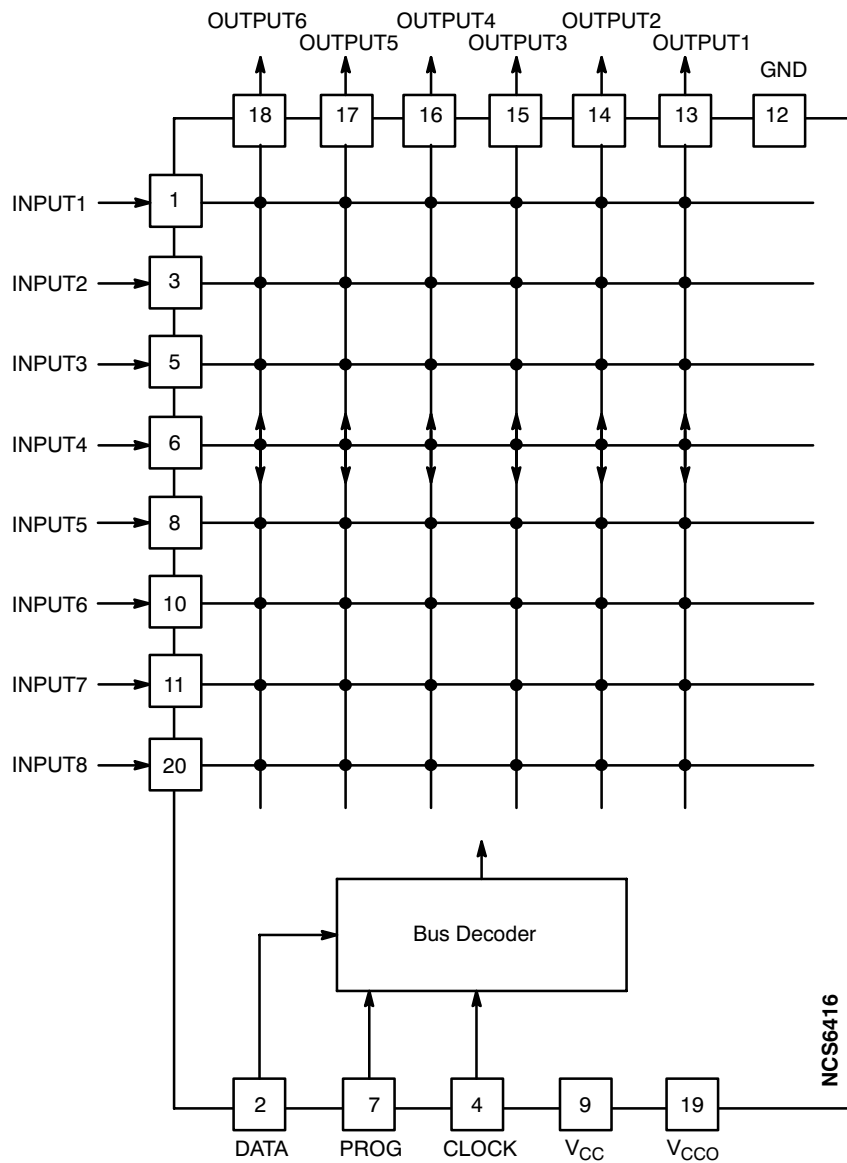 OUTPUT6
OUTPUT4
OUTPUT2
OUTPUT5
OUTPUT3
OUTPUT1
GND
18
17
16
15
14
13
12
INPUT1
1
INPUT2
3
INPUT3
5
INPUT4
6
INPUT5
8
INPUT6
10
INPUT7
11
INPUT8
20
Bus Decoder
NCS6416
2
7
4
9
19
DATA
PROG
CLOCK
VCC
VCCO